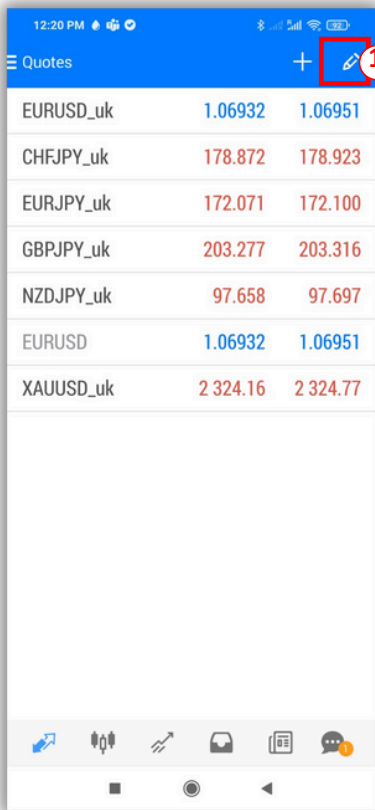 12:20 PM 92
Quotes 1
EURUSD_uk 1.06932 1.06951
CHFJPY_uk 178.872 178.923
EURJPY_uk 172.071 172.100
GBPJPY_uk 203.277 203.316
NZDJPY_uk 97.658 97.697
EURUSD 1.06932 1.06951
XAUUSD_uk 2 324.16 2 324.77
1